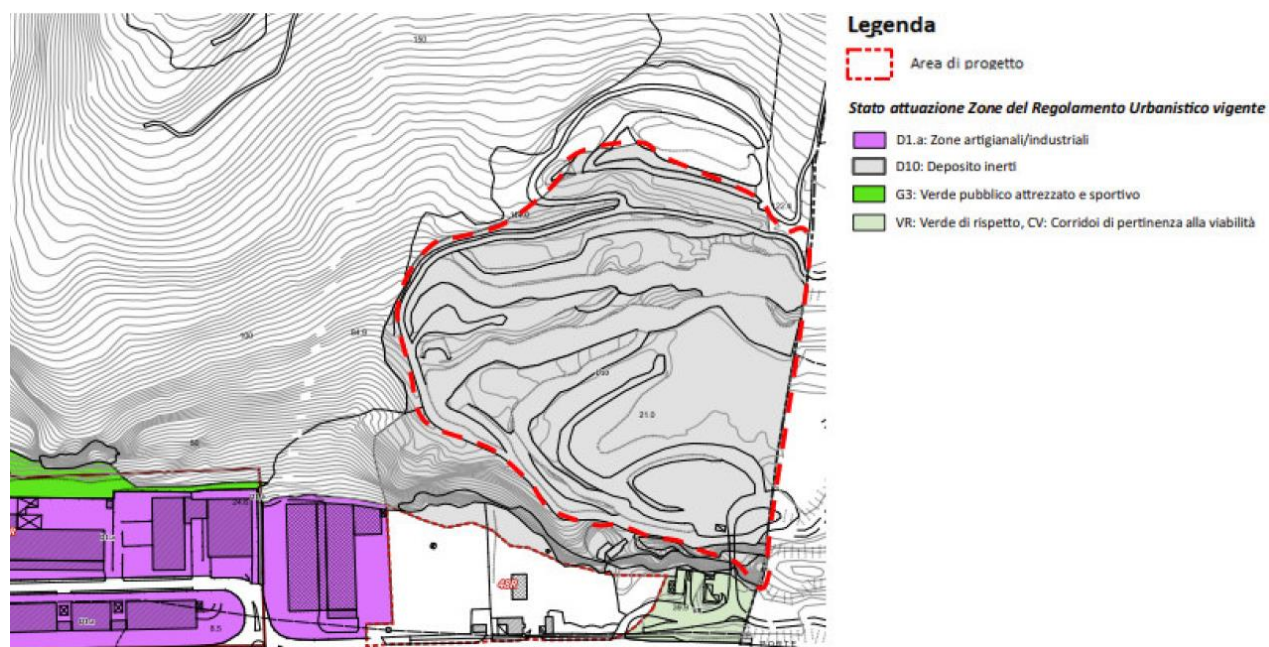 Legenda
Area di progetto
Stato attuazione Zone del Regolamento Urbanistico vigente
D1.a: Zone artigianali/industriali
D10: Deposito inerti
G3: Verde pubblico attrezzato e sportivo
VR: Verde di rispetto, CV: Corridoi di pertinenza alla viabilità
150
100
50
21.0
48R
8.5